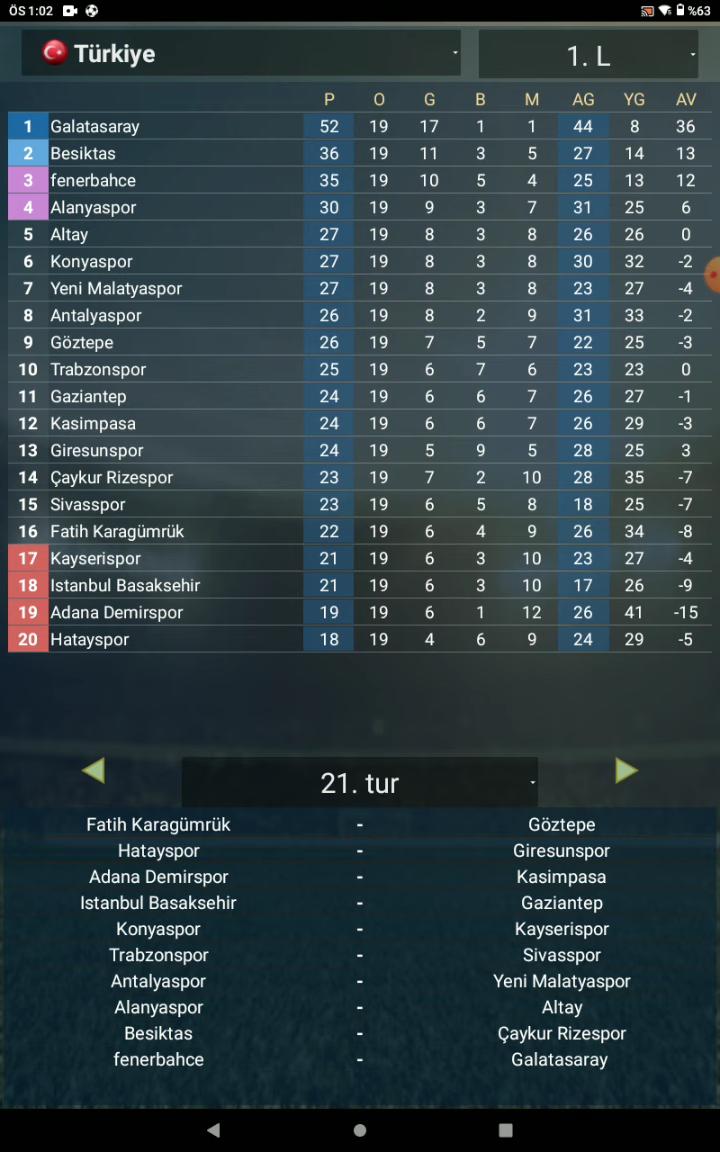 ÖS 1:02 %63
Türkiye 1. L
P O G B M AG YG AV
1 Galatasaray 52 19 17 1 1 44 8 36
2 Besiktas 36 19 11 3 5 27 14 13
3 fenerbahce 35 19 10 5 4 25 13 12
4 Alanyaspor 30 19 9 3 7 31 25 6
5 Altay 27 19 8 3 8 26 26 0
6 Konyaspor 27 19 8 3 8 30 32 -2
7 Yeni Malatyaspor 27 19 8 3 8 23 27 -4
8 Antalyaspor 26 19 8 2 9 31 33 -2
9 Göztepe 26 19 7 5 7 22 25 -3
10 Trabzonspor 25 19 6 7 6 23 23 0
11 Gaziantep 24 19 6 6 7 26 27 -1
12 Kasimpasa 24 19 6 6 7 26 29 -3
13 Giresunspor 24 19 5 9 5 28 25 3
14 Çaykur Rizespor 23 19 7 2 10 28 35 -7
15 Sivasspor 23 19 6 5 8 18 25 -7
16 Fatih Karagümrük 22 19 6 4 9 26 34 -8
17 Kayserispor 21 19 6 3 10 23 27 -4
18 Istanbul Basaksehir 21 19 6 3 10 17 26 -9
19 Adana Demirspor 19 19 6 1 12 26 41 -15
20 Hatayspor 18 19 4 6 9 24 29 -5
21. tur
Fatih Karagümrük - Göztepe
Hatayspor - Giresunspor
Adana Demirspor - Kasimpasa
Istanbul Basaksehir - Gaziantep
Konyaspor - Kayserispor
Trabzonspor - Sivasspor
Antalyaspor - Yeni Malatyaspor
Alanyaspor - Altay
Besiktas - Çaykur Rizespor
fenerbahce - Galatasaray